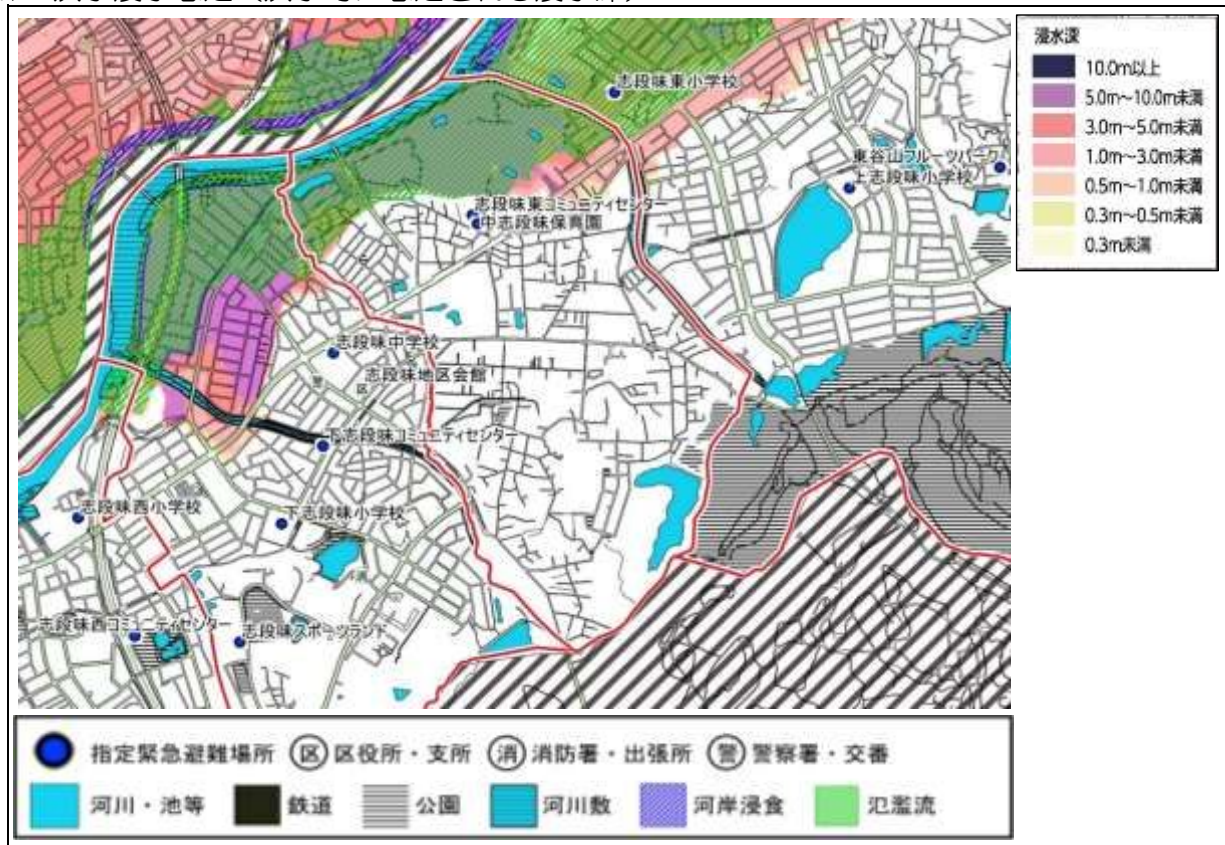 浸水深
10.0m以上
5.0m～10.0m未満
3.0m～5.0m未満
1.0m～3.0m未満
0.5m～1.0m未満
0.3m～0.5m未満
0.3m未満
志段味東小学校
東谷山フルーツパーク
上志段味小学校
志段味東コミュニティセンター
中志段味保育園
志段味中学校
志段味地区会館
警
区
下志段味コミュニティセンター
志段味西小学校
下志段味小学校
消
志段味西コミュニティセンター
志段味スポーツランド
指定緊急避難場所 区 区役所・支所 消 消防署・出張所 警 警察署・交番
河川・池等 鉄道 公園 河川敷 河岸浸食 氾濫流